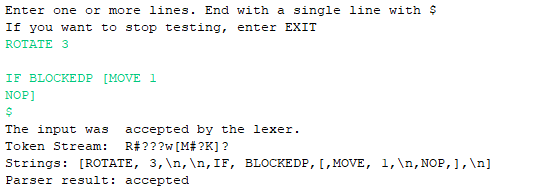 Enter one or more lines. End with a single line with $
If you want to stop testing, enter EXIT
ROTATE 3
IF BLOCKEDP [MOVE 1
NOP]
$
The input was  accepted by the lexer.
Token Stream:  R#???w[M#?K]?
Strings: [ROTATE, 3,\n,\n,IF, BLOCKEDP,[,MOVE, 1,\n,NOP,],\n]
Parser result: accepted